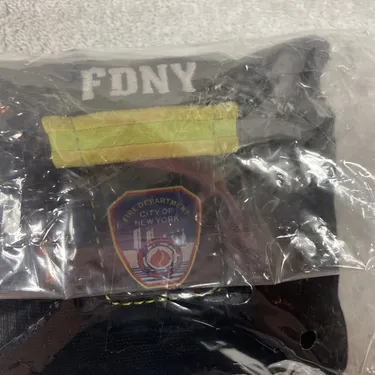 FDNY
FIRE DEPARTMENT
CITY OF
NEW YORK